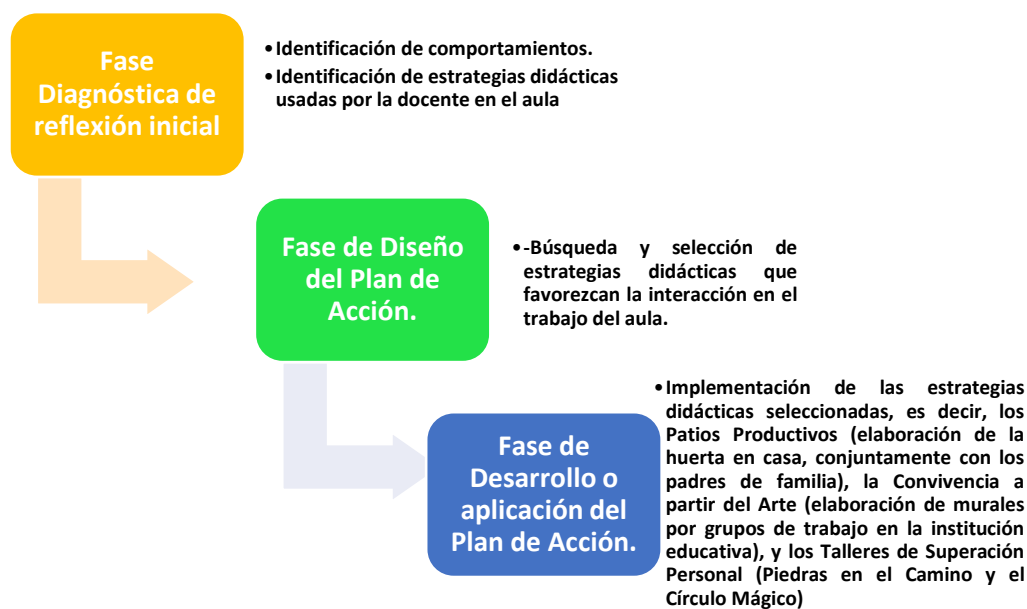 Fase
Diagnóstica de
reflexión inicial
•Identificación de comportamientos.
•Identificación de estrategias didácticas
usadas por la docente en el aula
Fase de Diseño
del Plan de
Acción.
•-Búsqueda y selección de
estrategias didácticas que
favorezcan la interacción en el
trabajo del aula.
Fase de
Desarrollo o
aplicación del
Plan de Acción.
•Implementación de las estrategias
didácticas seleccionadas, es decir, los
Patios Productivos (elaboración de la
huerta en casa, conjuntamente con los
padres de familia), la Convivencia a
partir del Arte (elaboración de murales
por grupos de trabajo en la institución
educativa), y los Talleres de Superación
Personal (Piedras en el Camino y el
Círculo Mágico)